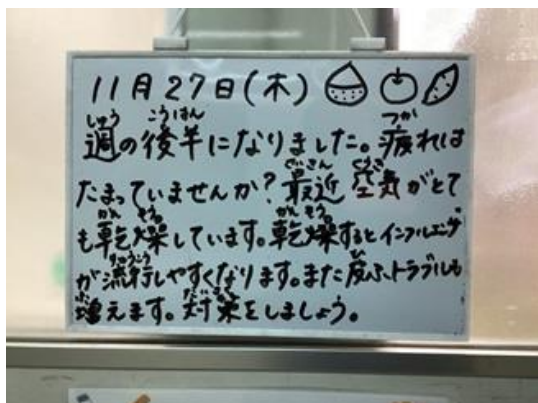 11月27日(木)
週の後半になりました。疲れは
たまっていませんか?最近空気がとて
も乾燥しています。乾燥するとインフルエンザ
が流行しやすくなります。また皮ふトラブルも
増えます。対策をしましょう。